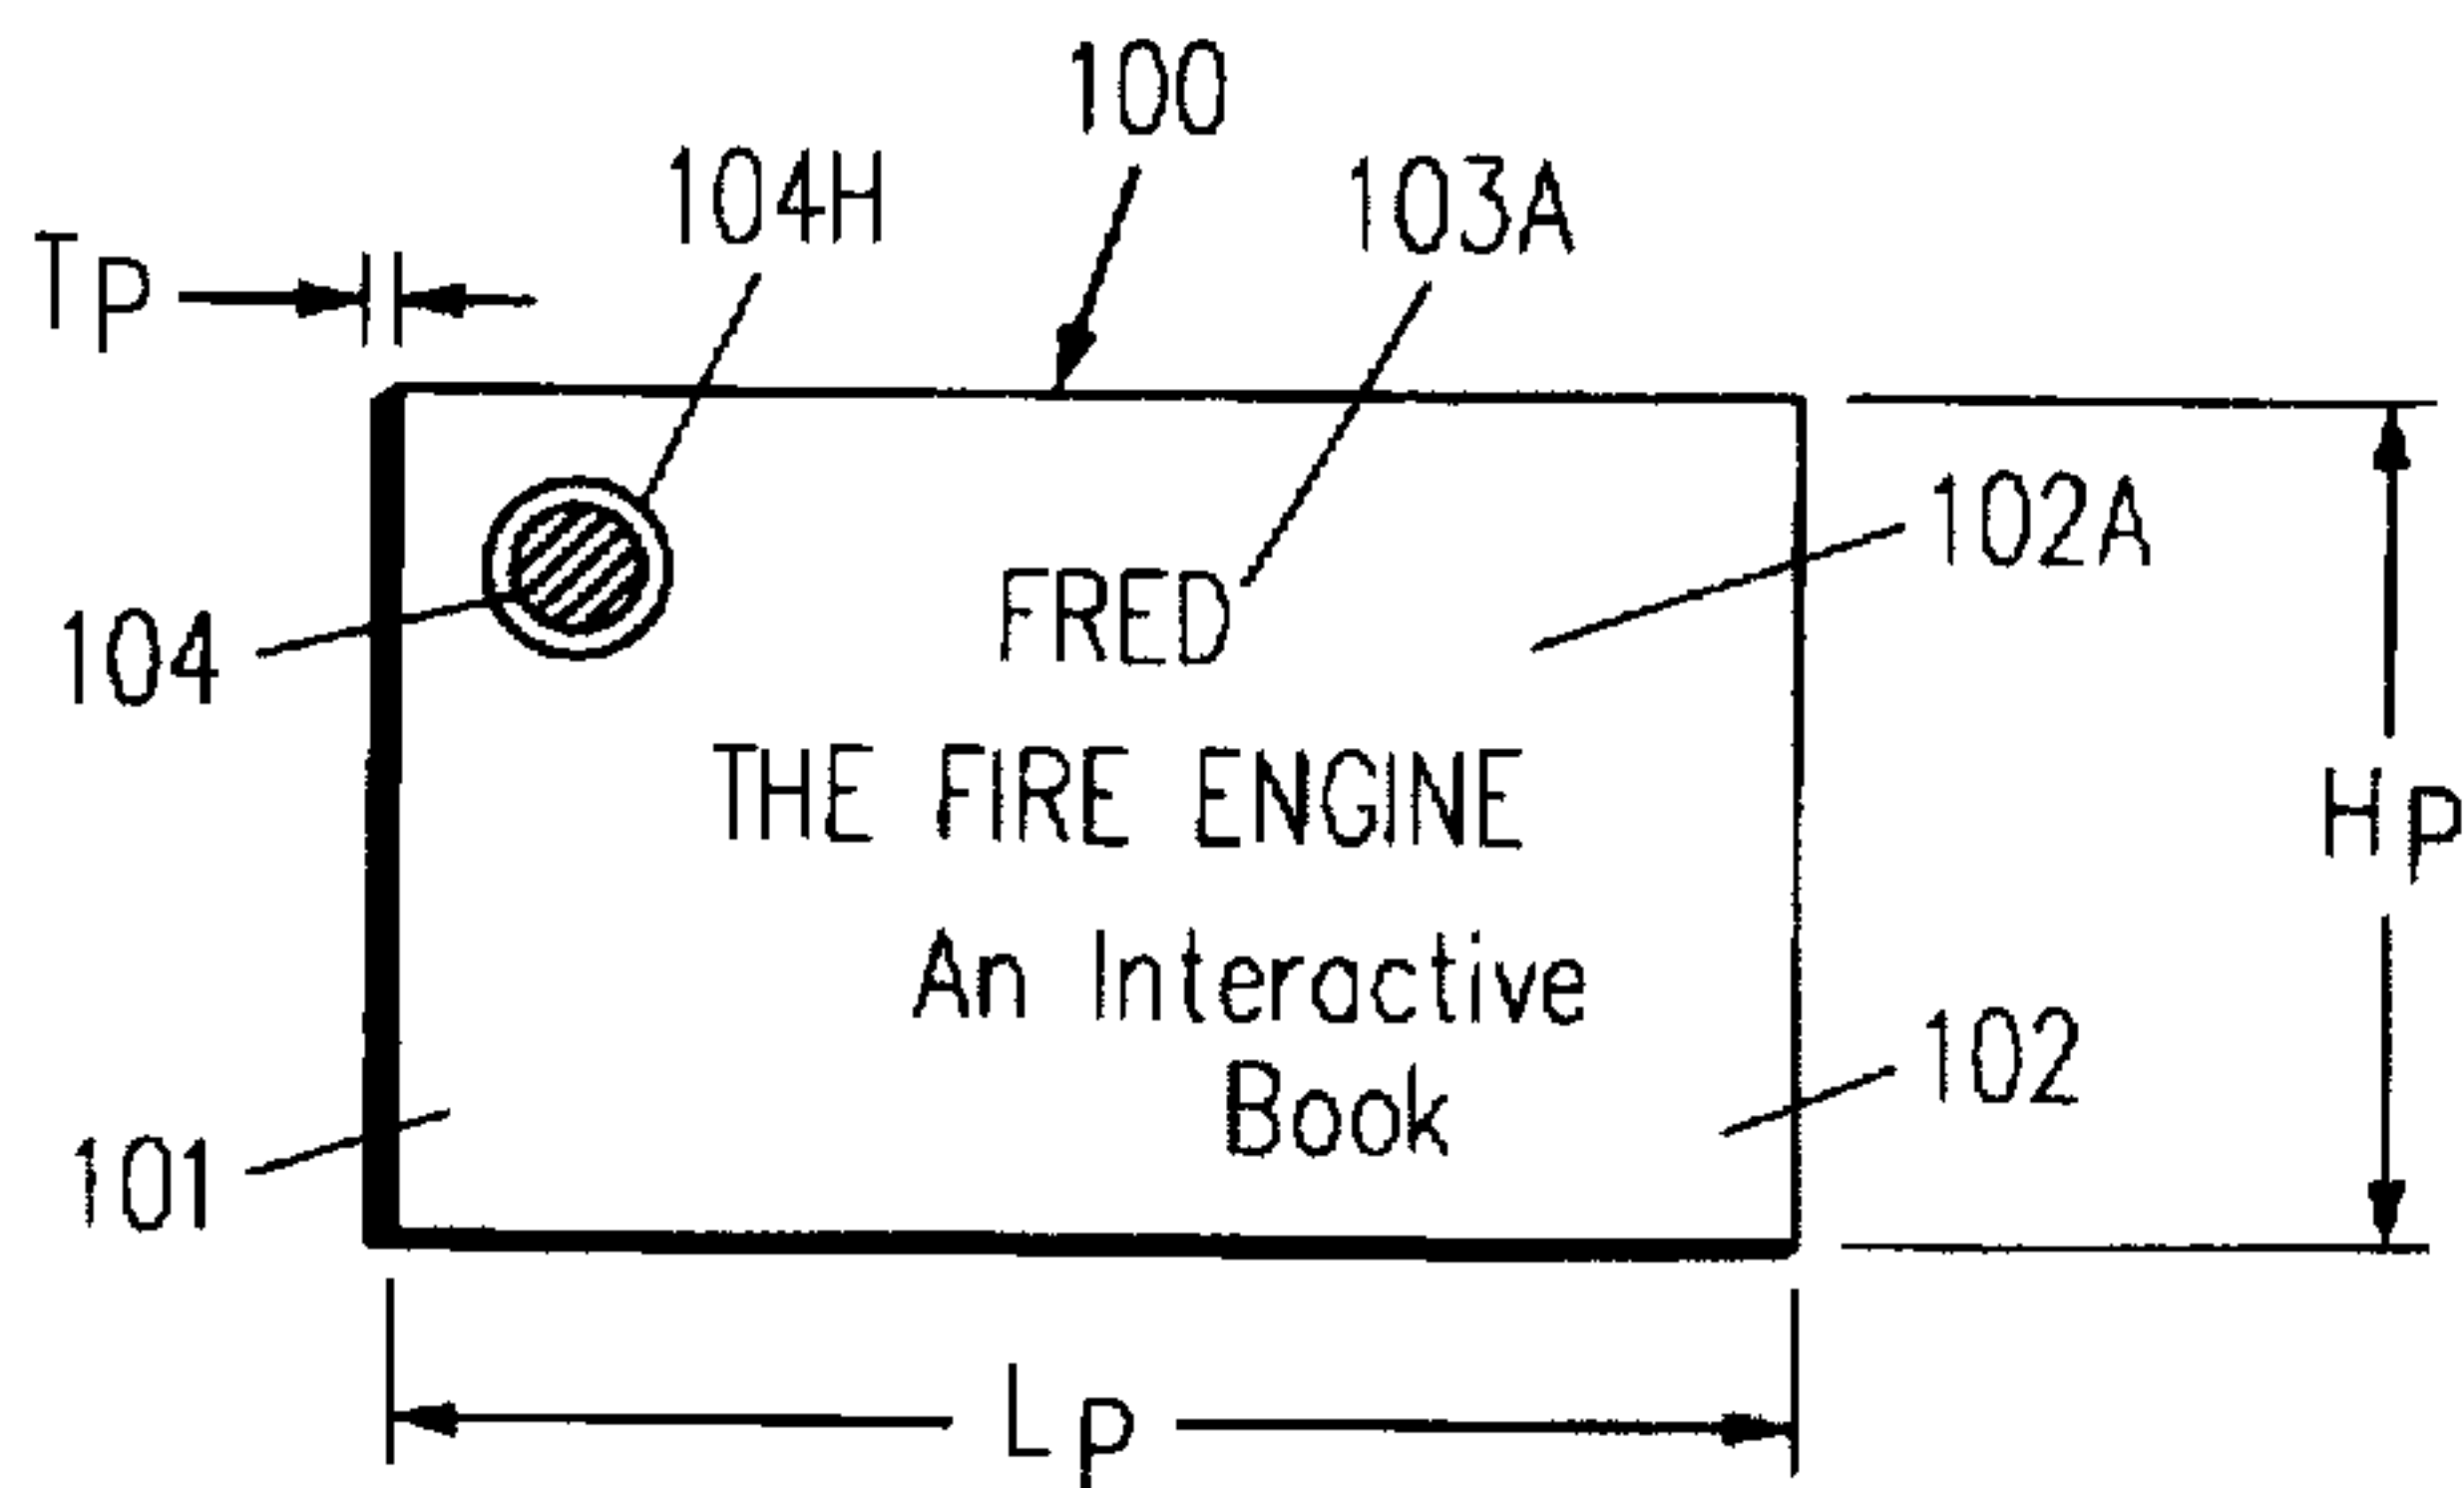 100
104H
103A
TP
102A
104
FRED
THE FIRE ENGINE
HP
An Interactive
102
Book
101
LP